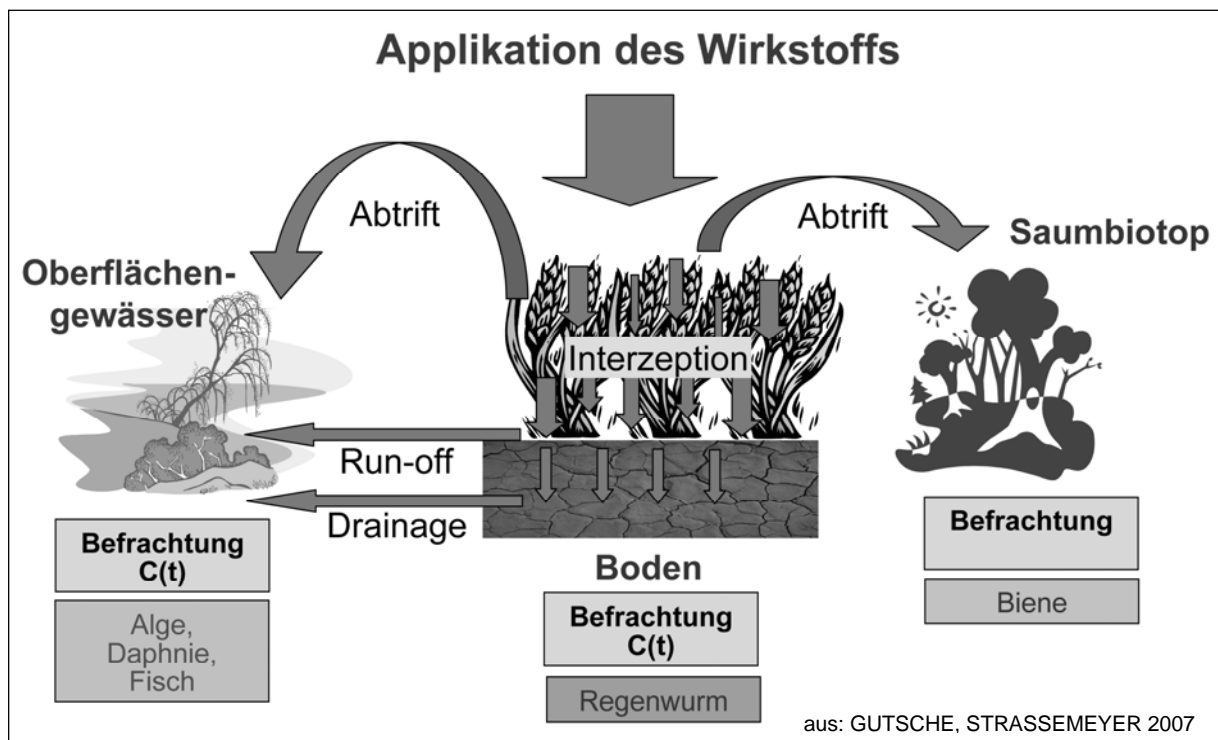 Applikation des Wirkstoffs
Abtrift
Abtrift
Saumbiotop
Oberflächen-
gewässer
Interzeption
Run-off
Drainage
Befrachtung
C(t)
Alge,
Daphnie,
Fisch
Boden
Befrachtung
C(t)
Regenwurm
Befrachtung
Biene
aus: GUTSCHE, STRASSEMEYER 2007